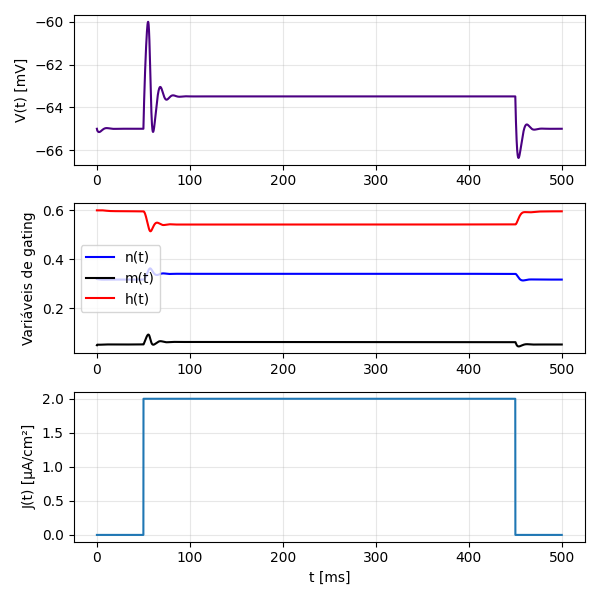 V(t) [mV]
−60
−62
−64
−66
0 100 200 300 400 500
Variáveis de gating
0.6
0.4
0.2
n(t)
m(t)
h(t)
0 100 200 300 400 500
J(t) [μA/cm²]
2.0
1.5
1.0
0.5
0.0
0 100 200 300 400 500
t [ms]